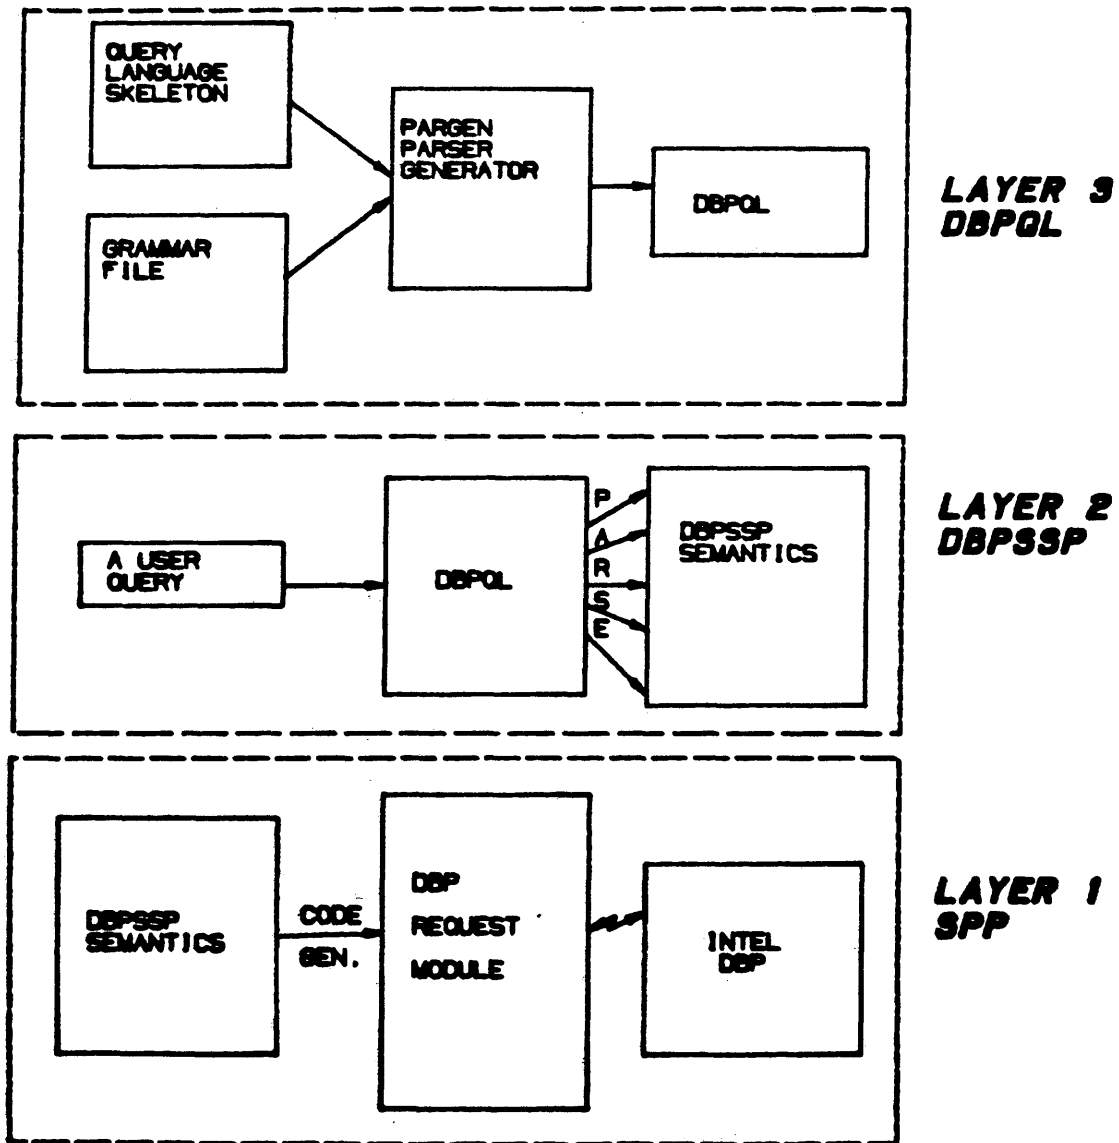 QUERY
LANGUAGE
SKELETON
PARGEN
PARSER
GENERATOR
DBPQL
GRAMMAR
FILE
LAYER 3
DBPQL
A USER
QUERY
DBPQL
P
A
R
S
E
DBPSSP
SEMANTICS
LAYER 2
DBPSSP
DBPSSP
SEMANTICS
CODE
GEN.
DBP
REQUEST
MODULE
INTEL
DBP
LAYER 1
SPP